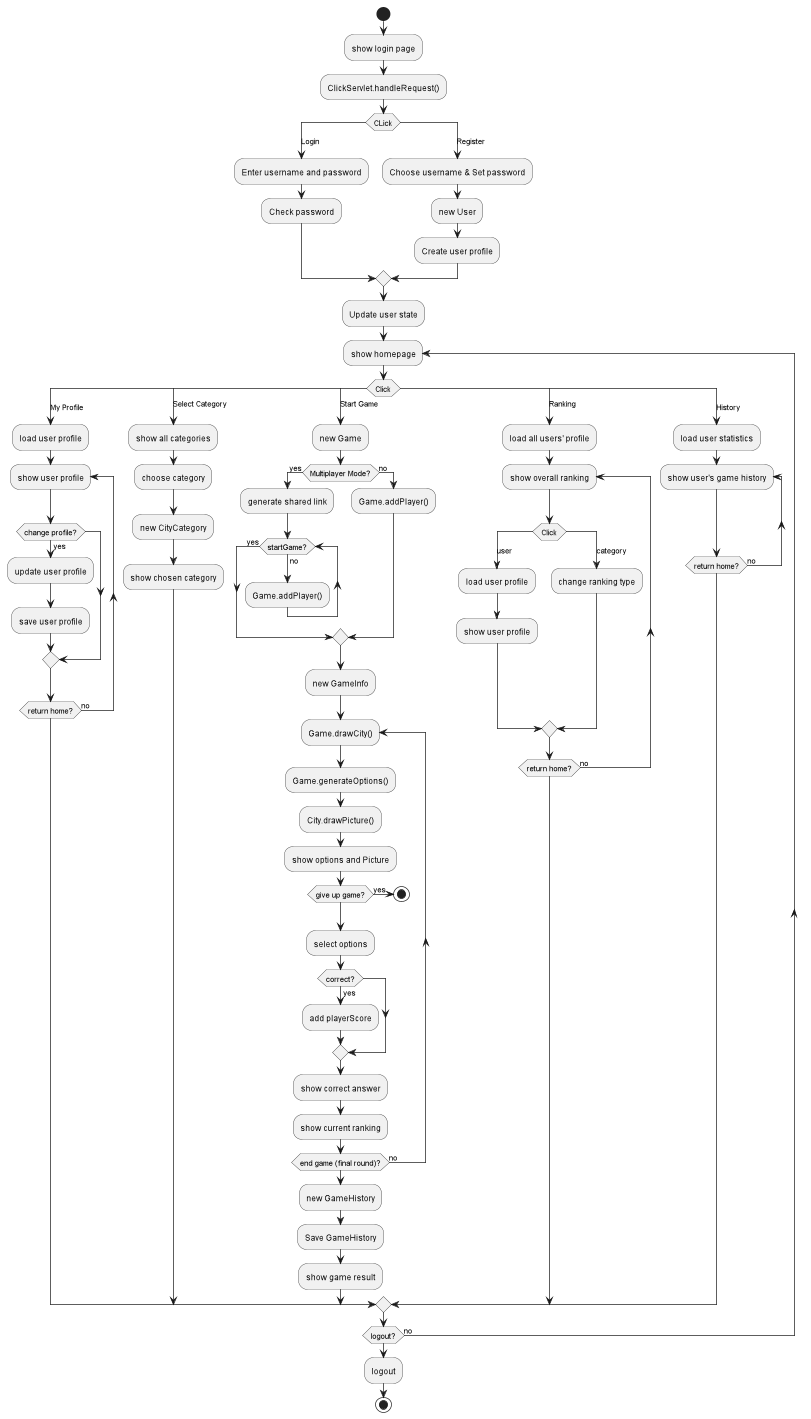 show login page
ClickServlet.handleRequest()
CLick
Login
Register
Enter username and password
Choose username & Set password
Check password
new User
Create user profile
Update user state
show homepage
Click
My Profile
Select Category
Start Game
Ranking
History
load user profile
show all categories
new Game
load all users' profile
load user statistics
show user profile
choose category
yes
Multiplayer Mode?
no
show overall ranking
show user's game history
generate shared link
Game.addPlayer()
change profile?
yes
new CityCategory
yes
startGame?
no
Click
user
category
return home?
no
update user profile
show chosen category
Game.addPlayer()
load user profile
change ranking type
save user profile
show user profile
new GameInfo
return home?
no
Game.drawCity()
return home?
no
Game.generateOptions()
City.drawPicture()
show options and Picture
give up game?
yes
select options
correct?
yes
add playerScore
show correct answer
show current ranking
end game (final round)?
no
new GameHistory
Save GameHistory
show game result
logout?
no
logout